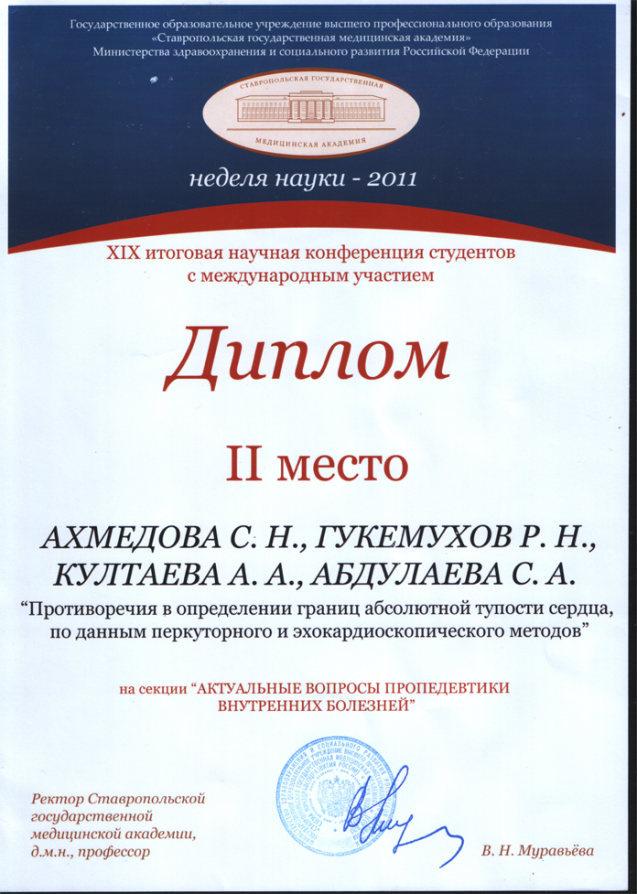 Государственное образовательное учреждение высшего профессионального образования
«Ставропольская государственная медицинская академия»
Министерства здравоохранения и социального развития Российской Федерации
СТАВРОПОЛЬСКАЯ ГОСУДАРСТВЕННАЯ
МЕДИЦИНСКАЯ АКАДЕМИЯ
неделя науки - 2011
XIX итоговая научная конференция студентов
с международным участием
Диплом
II место
АХМЕДОВА С. Н., ГУКЕМУХОВ Р. Н.,
КУЛТАЕВА А. А., АБДУЛАЕВА С. А.
“Противоречия в определении границ абсолютной тупости сердца,
по данным перкуторного и эхокардиоскопического методов”
на секции “АКТУАЛЬНЫЕ ВОПРОСЫ ПРОПЕДЕВТИКИ
ВНУТРЕННИХ БОЛЕЗНЕЙ”
Ректор Ставропольской
государственной
медицинской академии,
д.м.н., профессор
В. Н. Муравьёва